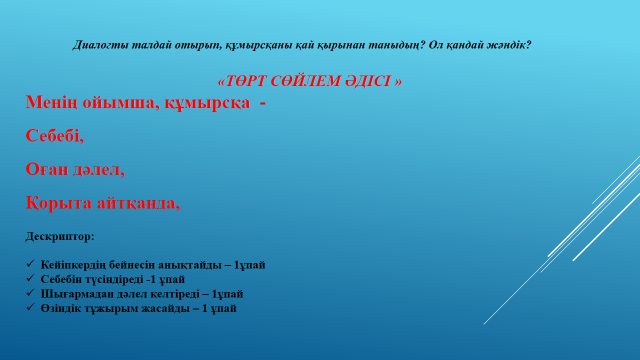 Диалогты талдай отырып, құмырсқаны қай қырынан таныдың? Ол қандай жәндік?
«ТӨРТ СӨЙЛЕМ ӘДІСІ »
Менің ойымша, құмырсқа -
Себебі,
Оған дәлел,
Қорыта айтқанда,
Дескриптор:
✓ Кейіпкердің бейнесін анықтайды – 1ұпай
✓ Себебін түсіндіреді -1 ұпай
✓ Шығармадан дәлел келтіреді – 1ұпай
✓ Өзіндік тұжырым жасайды – 1 ұпай